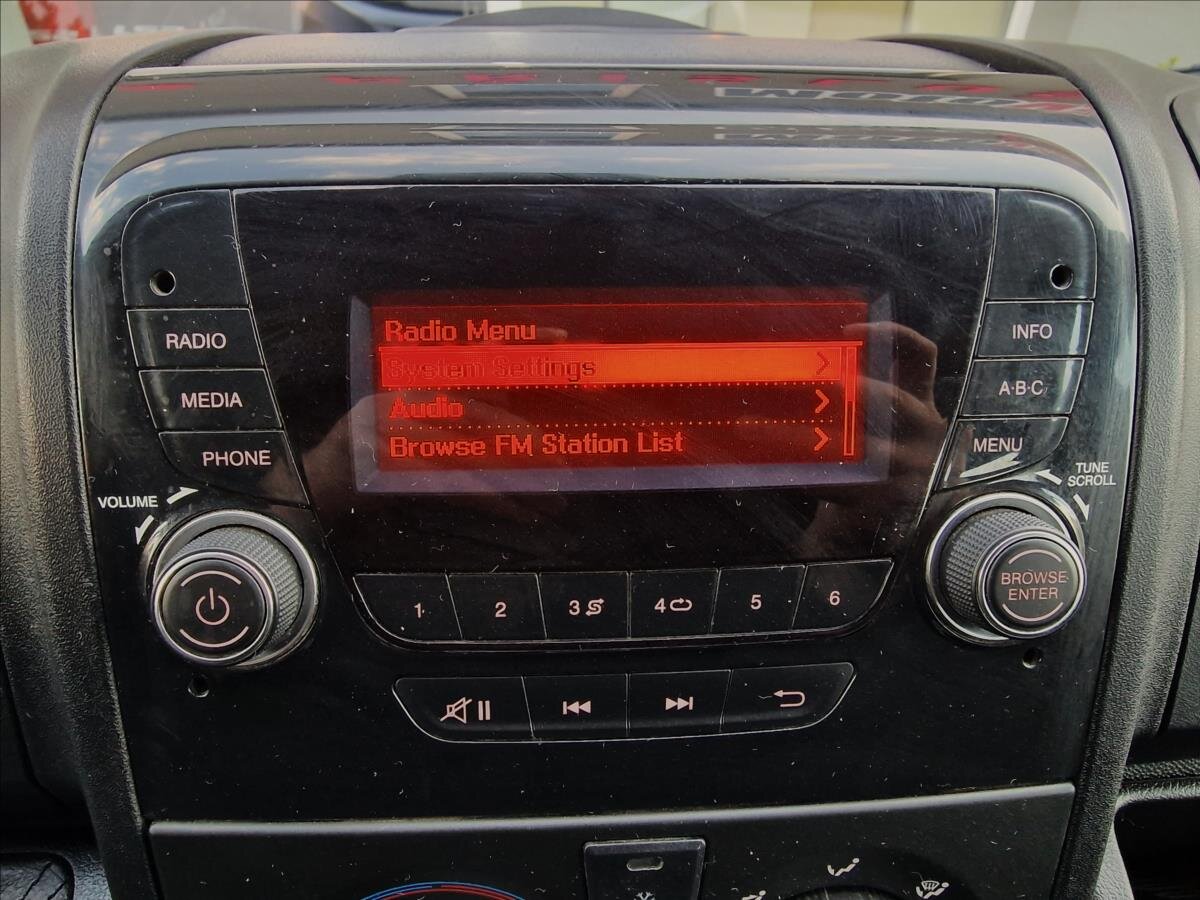 RADIO
MEDIA
PHONE
VOLUME
Radio Menu
System Settings
Audio
Browse FM Station List
INFO
A·B·C
MENU
TUNE
SCROLL
BROWSE
ENTER
1
2
3
4
5
6